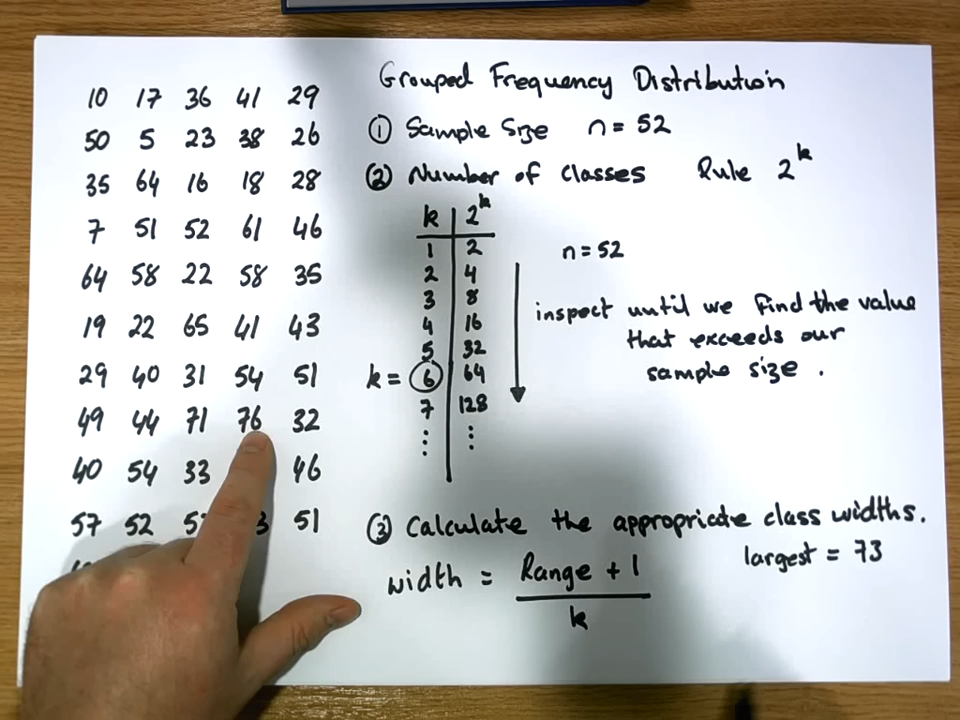 Grouped Frequency Distribution
10 17 36 41 29
50 5 23 38 26
35 64 16 18 28
7 51 52 61 46
64 58 22 58 35
19 22 65 41 43
29 40 31 54 51
49 44 71 76 32
40 54 33 46
57 52 51
① Sample Size n = 52
② Number of classes Rule 2^k
k 2^k
1 2
2 4
3 8
4 16
5 32
k = 6 64
7 128
⋮ ⋮
n = 52
inspect until we find the value
that exceeds our
sample size.
③ Calculate the appropriate class widths.
largest = 73
width = Range + 1
k